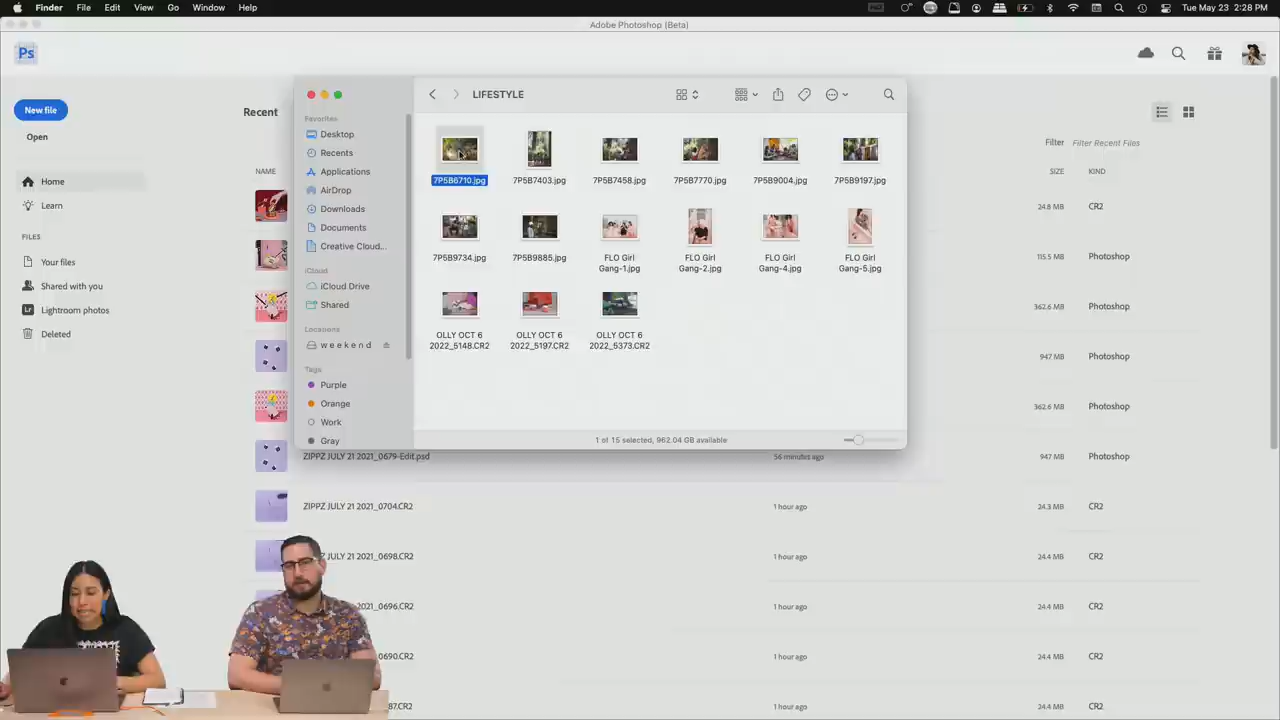 Finder File Edit View Go Window Help
Tue May 23 2:28 PM
Adobe Photoshop (Beta)
Ps
New file
Open
Home
Learn
FILES
Your files
Shared with you
Lightroom photos
Deleted
Recent
Filter Filter Recent Files
NAME
SIZE KIND
LIFESTYLE
Favorites
Desktop
Recents
Applications
AirDrop
Downloads
Documents
Creative Cloud...
iCloud
iCloud Drive
Shared
Locations
weekend
Tags
Purple
Orange
Work
Gray
7P5B6710.jpg 7P5B7403.jpg 7P5B7458.jpg 7P5B7770.jpg 7P5B9004.jpg 7P5B9197.jpg
7P5B9734.jpg 7P5B9885.jpg FLO Girl Gang-1.jpg FLO Girl Gang-2.jpg FLO Girl Gang-4.jpg FLO Girl Gang-5.jpg
OLLY OCT 6 2022_5148.CR2 OLLY OCT 6 2022_5197.CR2 OLLY OCT 6 2022_5373.CR2
1 of 15 selected, 962.04 GB available
24.8 MB CR2
115.5 MB Photoshop
362.6 MB Photoshop
947 MB Photoshop
362.6 MB Photoshop
ZIPPZ JULY 21 2021_0679-Edit.psd 56 minutes ago 947 MB Photoshop
ZIPPZ JULY 21 2021_0704.CR2 1 hour ago 24.3 MB CR2
PZ JULY 21 2021_0698.CR2 1 hour ago 24.4 MB CR2
_0696.CR2 1 hour ago 24.4 MB CR2
0690.CR2 1 hour ago 24.4 MB CR2
87.CR2 1 hour ago 24.4 MB CR2